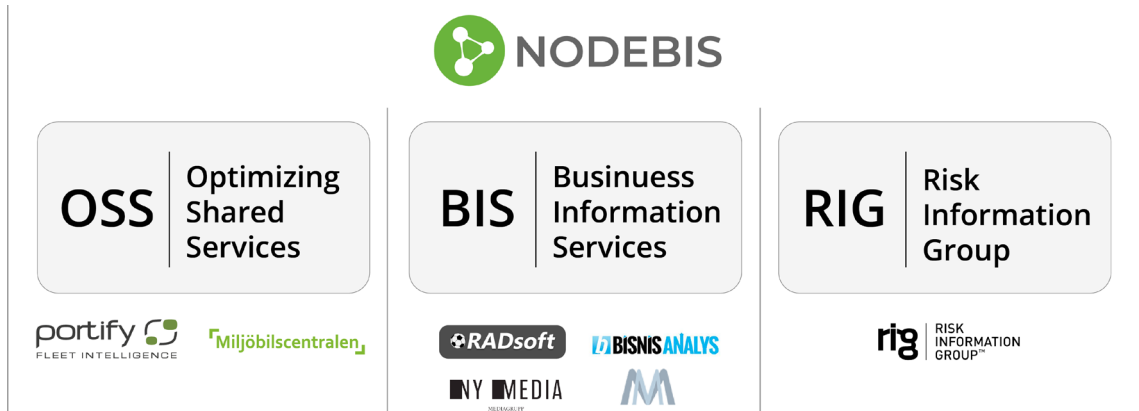 NODEBIS
OSS
Optimizing
Shared
Services
BIS
Businuess
Information
Services
RIG
Risk
Information
Group
portify
FLEET INTELLIGENCE
Miljöbilscentralen
RADsoft
b BISNIS ANALYS
NY MEDIA
MEDIAGRUPP
rig
RISK
INFORMATION
GROUP™